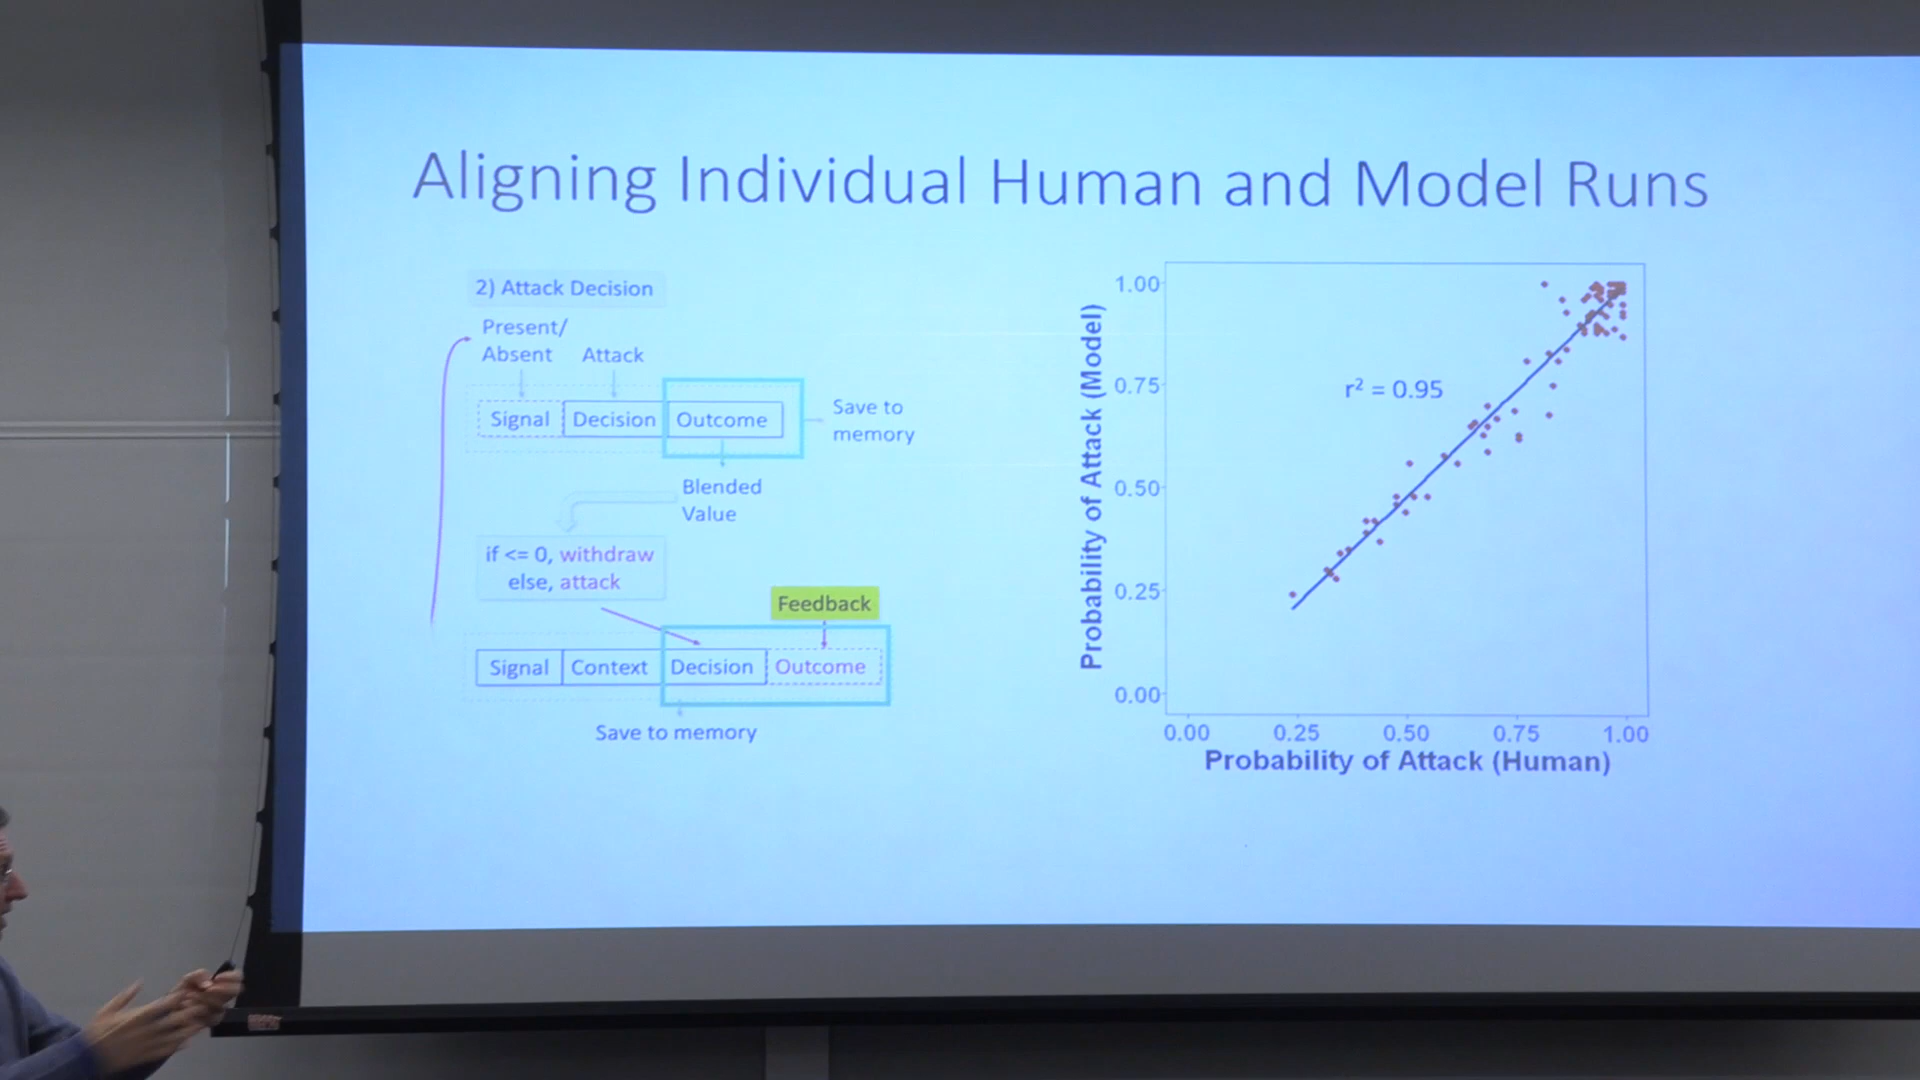 Aligning Individual Human and Model Runs
2) Attack Decision
Present/
Absent Attack
Signal Decision Outcome
Save to
memory
Blended
Value
if <= 0, withdraw
else, attack
Feedback
Signal Context Decision Outcome
Save to memory
Probability of Attack (Model)
1.00
0.75
0.50
0.25
0.00
r² = 0.95
0.00 0.25 0.50 0.75 1.00
Probability of Attack (Human)